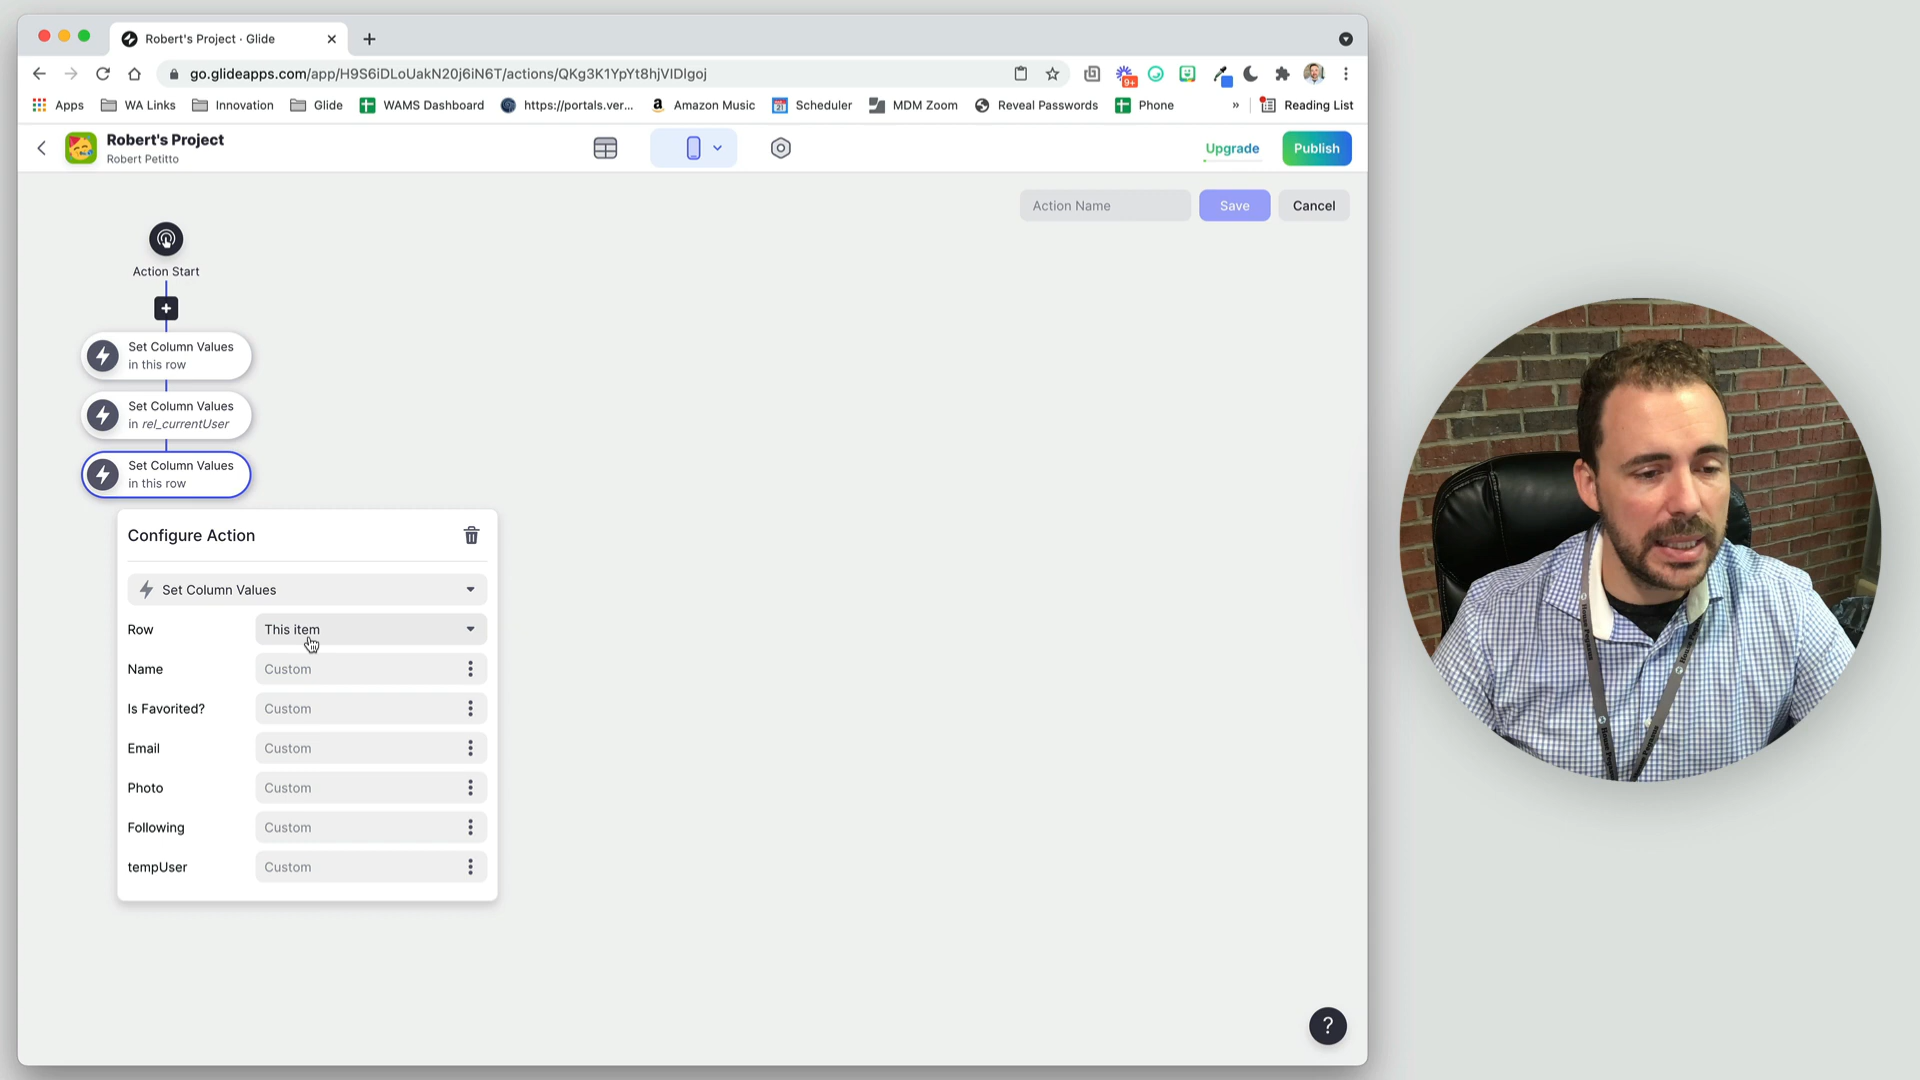 Robert's Project · Glide
go.glideapps.com/app/H9S6iDLoUakN20j6iN6T/actions/QKg3K1YpYt8hjVIDlgoj
9+
Apps
WA Links
Innovation
Glide
WAMS Dashboard
https://portals.ver...
Amazon Music
Scheduler
MDM Zoom
Reveal Passwords
Phone
»
Reading List
Robert's Project
Robert Petitto
Upgrade
Publish
Action Name
Save
Cancel
Action Start
Set Column Values
in this row
Set Column Values
in rel_currentUser
Set Column Values
in this row
Configure Action
Set Column Values
Row
This item
Name
Custom
Is Favorited?
Custom
Email
Custom
Photo
Custom
Following
Custom
tempUser
Custom
?